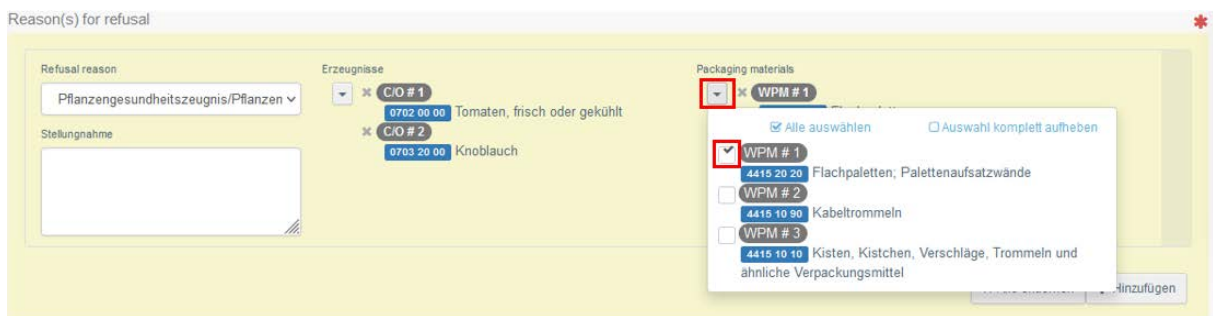 Reason(s) for refusal
Refusal reason
Pflanzengesundheitszeugnis/Pflanzen
Stellungnahme
Erzeugnisse
C/O # 1
0702 00 00 Tomaten, frisch oder gekühlt
C/O # 2
0703 20 00 Knoblauch
Packaging materials
WPM # 1
Alle auswählen Auswahl komplett aufheben
WPM # 1
4415 20 20 Flachpaletten; Palettenaufsatzwände
WPM # 2
4415 10 90 Kabeltrommeln
WPM # 3
4415 10 10 Kisten, Kistchen, Verschläge, Trommeln und
ähnliche Verpackungsmittel
Hinzufügen